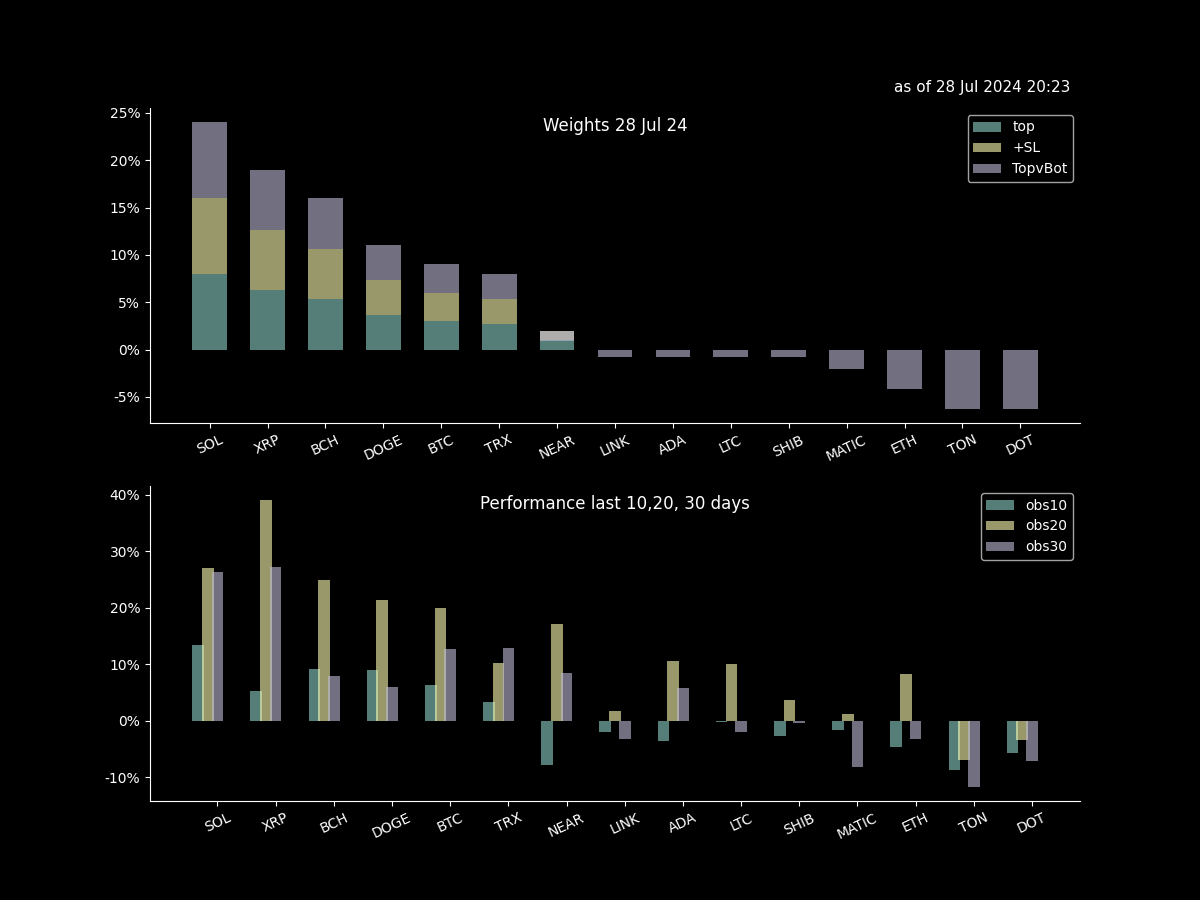 as of 28 Jul 2024 20:23
Weights 28 Jul 24
top
+SL
TopvBot
25%
20%
15%
10%
5%
0%
-5%
SOL XRP BCH DOGE BTC TRX NEAR LINK ADA LTC SHIB MATIC ETH TON DOT
Performance last 10,20, 30 days
obs10
obs20
obs30
40%
30%
20%
10%
0%
-10%
SOL XRP BCH DOGE BTC TRX NEAR LINK ADA LTC SHIB MATIC ETH TON DOT